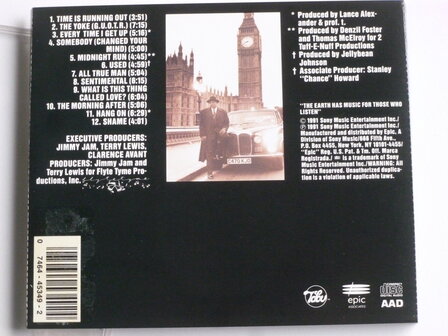 1. TIME IS RUNNING OUT (3:51)
2. THE YOKE (G.U.O.T.R.) (7:15)
3. EVERY TIME I GET UP (5:16)*
4. SOMEBODY (CHANGED YOUR
MIND) (5:00)
5. MIDNIGHT RUN (4:45)**
6. USED (4:59)†
7. ALL TRUE MAN (5:10)
8. SENTIMENTAL (6:15)
9. WHAT IS THIS THING
CALLED LOVE? (6:04)
10. THE MORNING AFTER (5:06)
11. HANG ON (6:29)†
12. SHAME (4:01)
EXECUTIVE PRODUCERS:
JIMMY JAM, TERRY LEWIS,
CLARENCE AVANT
PRODUCERS: Jimmy Jam and
Terry Lewis for Flyte Tyme Pro-
ductions, Inc.
* Produced by Lance Alex-
ander & prof. t.
** Produced by Denzil Foster
and Thomas McElroy for 2
Tuff-E-Nuff Productions
† Produced by Jellybean
Johnson
‡ Associate Producer: Stanley
"Chance" Howard
"THE EARTH HAS MUSIC FOR THOSE WHO
LISTEN"
© 1991 Sony Music Entertainment Inc./
℗ 1991 Sony Music Entertainment Inc./
Manufactured and distributed by Epic, A
Division of Sony Music/666 Fifth Ave.,
P.O. Box 4455, New York, NY 10101-4455/
"Epic" Reg. U.S. Pat. & Tm. Off. Marca
Registrada./ is a trademark of Sony
Music Entertainment Inc./WARNING: All
Rights Reserved. Unauthorized duplica-
tion is a violation of applicable laws.
0 7464-45349-2
Tabu
epic
ASSOCIATED
COMPACT
disc
DIGITAL AUDIO
AAD